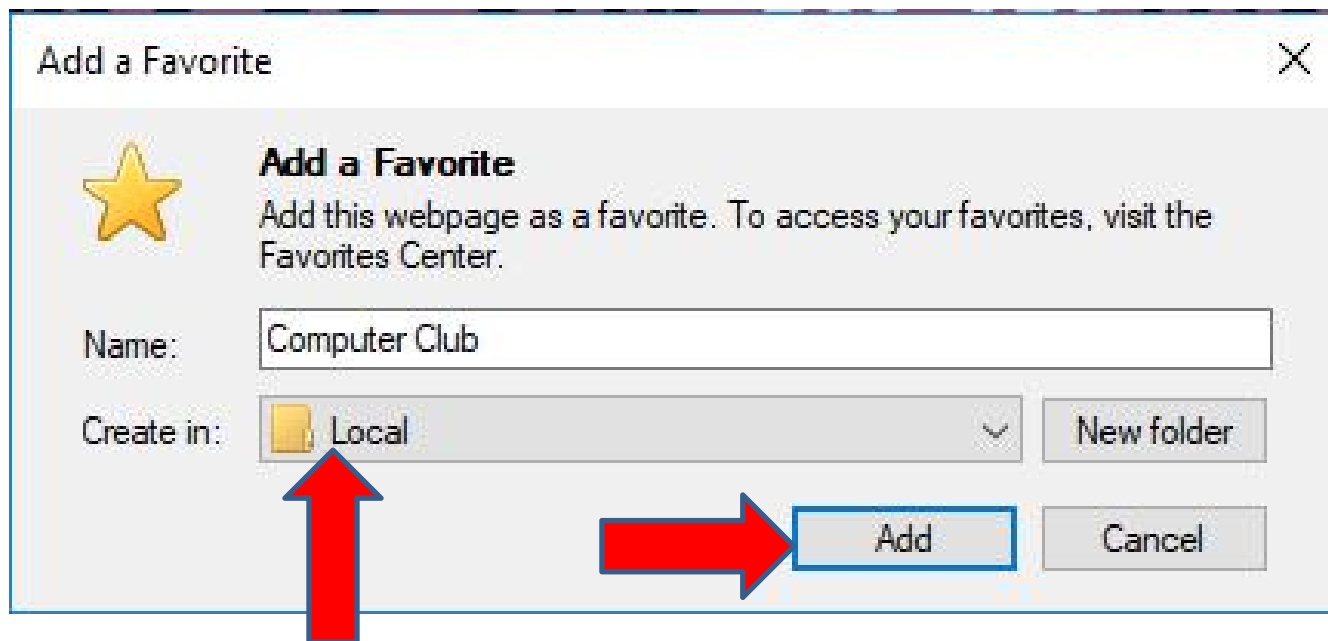 Add a Favorite
Add a Favorite
Add this webpage as a favorite. To access your favorites, visit the
Favorites Center.
Name: Computer Club
Create in: Local New folder
Add Cancel